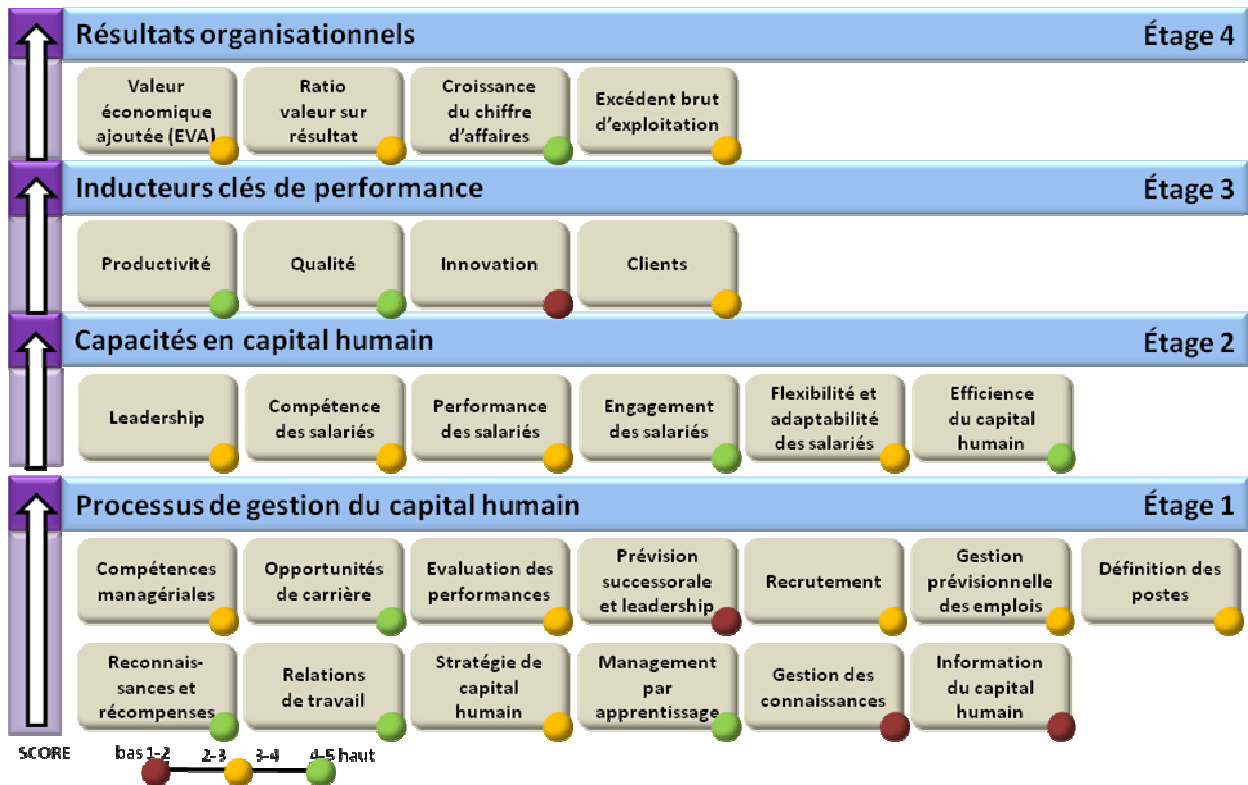 Résultats organisationnels Étage 4
Valeur
économique
ajoutée (EVA)
Ratio
valeur sur
résultat
Croissance
du chiffre
d'affaires
Excédent brut
d'exploitation
Inducteurs clés de performance Étage 3
Productivité
Qualité
Innovation
Clients
Capacités en capital humain Étage 2
Leadership
Compétence
des salariés
Performance
des salariés
Engagement
des salariés
Flexibilité et
adaptabilité
des salariés
Efficience
du capital
humain
Processus de gestion du capital humain Étage 1
Compétences
managériales
Opportunités
de carrière
Evaluation des
performances
Prévision
successorale
et leadership
Recrutement
Gestion
prévisionnelle
des emplois
Définition des
postes
Reconnais-
sances et
récompenses
Relations
de travail
Stratégie de
capital
humain
Management
par
apprentissage
Gestion des
connaissances
Information
du capital
humain
SCORE bas 1-2 2-3 3-4 4-5 haut